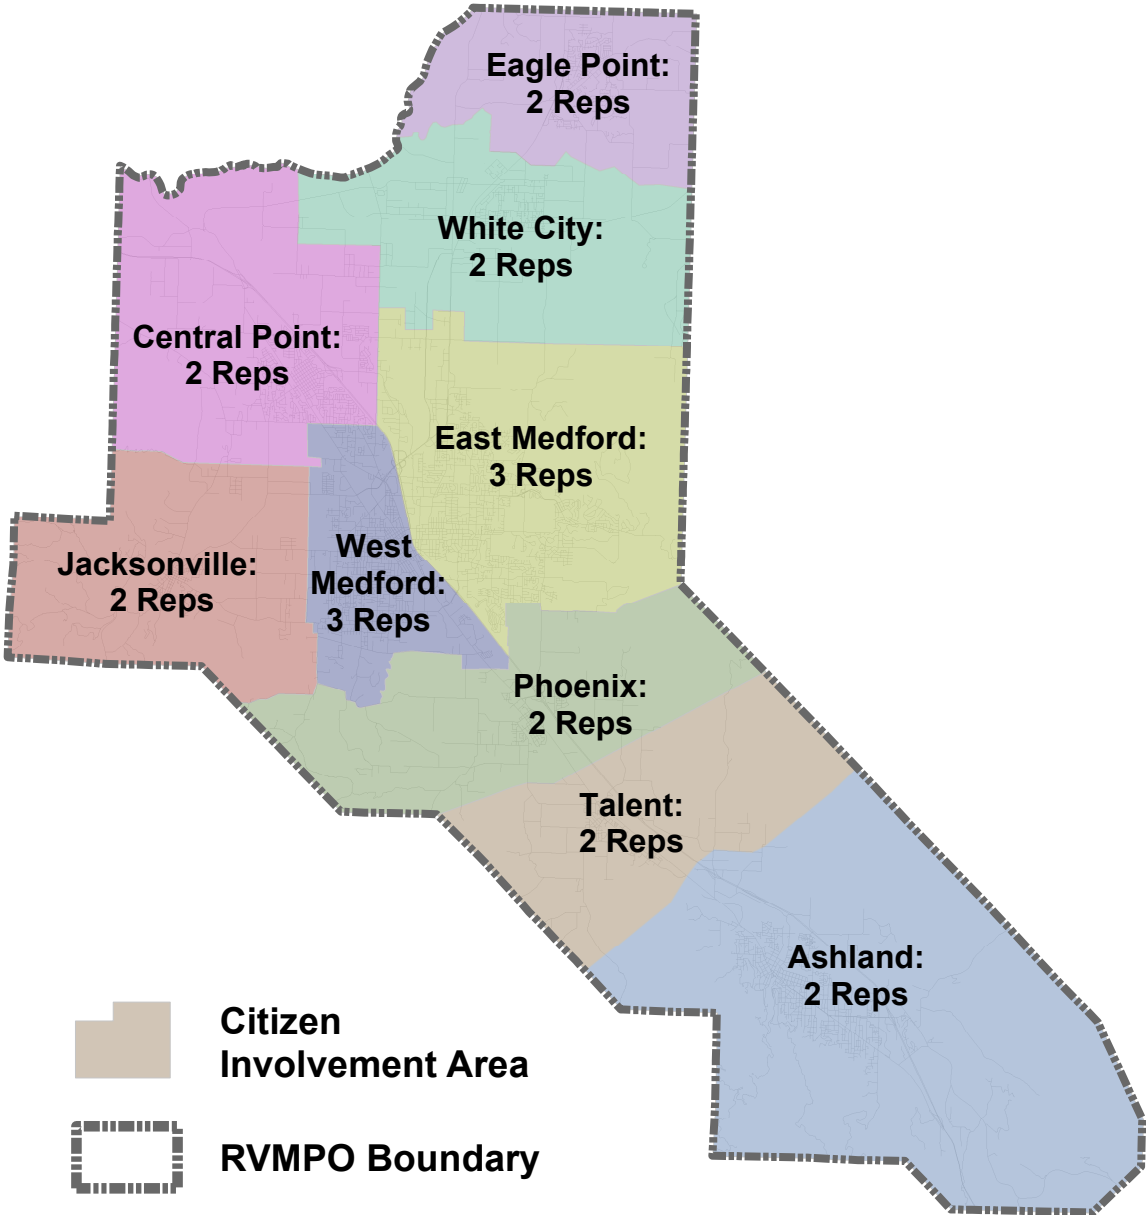 Eagle Point:
2 Reps
White City:
2 Reps
Central Point:
2 Reps
East Medford:
3 Reps
West
Medford:
3 Reps
Jacksonville:
2 Reps
Phoenix:
2 Reps
Talent:
2 Reps
Ashland:
2 Reps
Citizen
Involvement Area
RVMPO Boundary